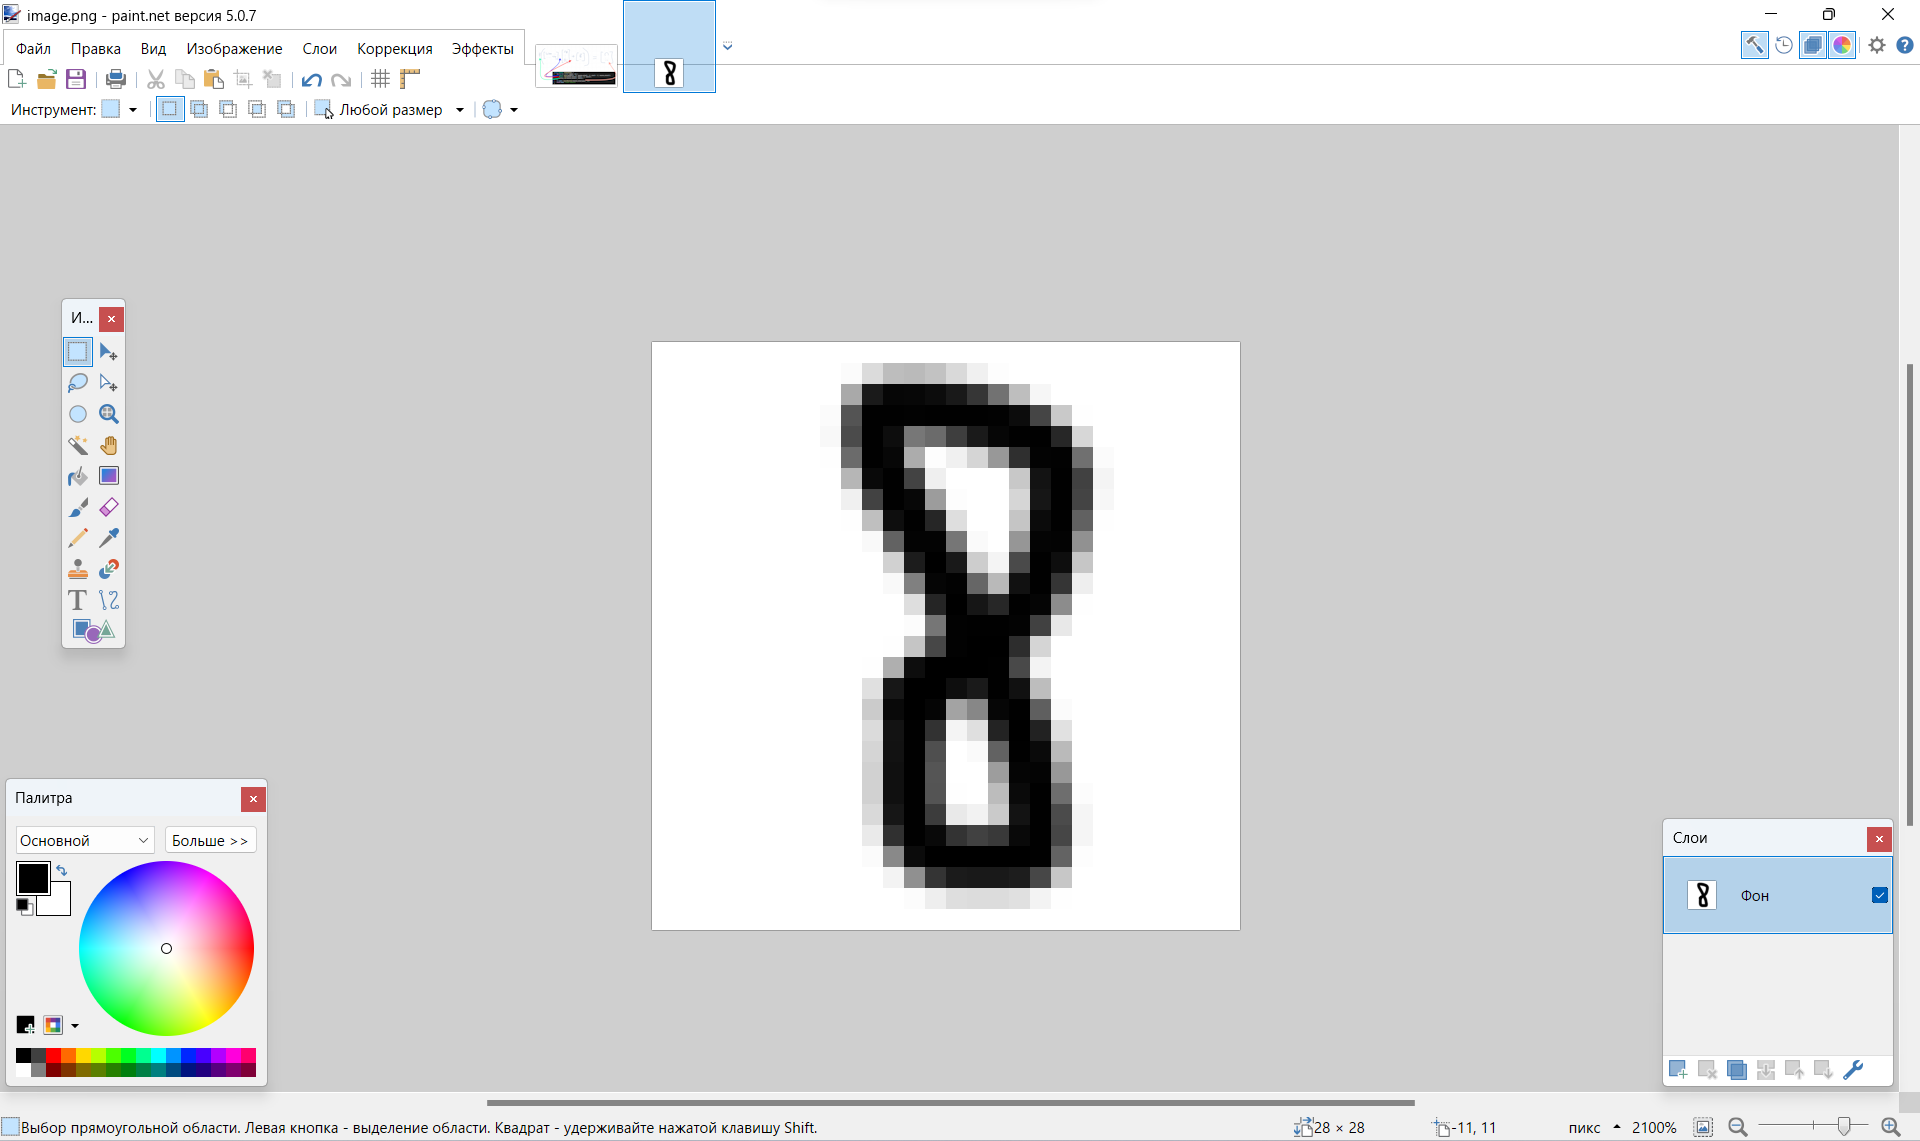 image.png - paint.net версия 5.0.7
Файл Правка Вид Изображение Слои Коррекция Эффекты
Инструмент: Любой размер
И...
8
Палитра
Основной Больше >>
Слои
Фон
Выбор прямоугольной области. Левая кнопка - выделение области. Квадрат - удерживайте нажатой клавишу Shift. 28 × 28 -11, 11 пикс 2100%